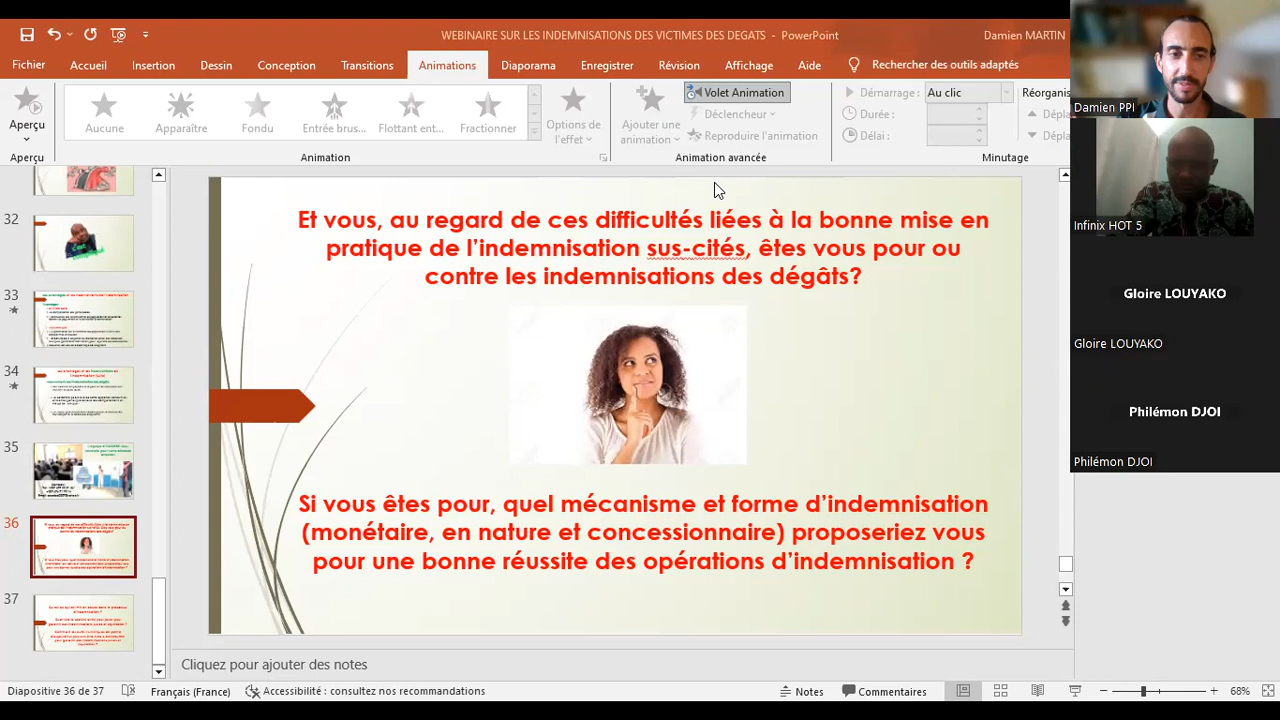 WEBINAIRE SUR LES INDEMNISATIONS DES VICTIMES DES DEGATS - PowerPoint
Damien MARTIN
Fichier Accueil Insertion Dessin Conception Transitions Animations Diaporama Enregistrer Révision Affichage Aide Rechercher des outils adaptés
Aperçu
Aucune Apparaître Fondu Entrée brus... Flottant ent... Fractionner
Options de l'effet
Ajouter une animation
Volet Animation
Déclencheur
Reproduire l'animation
Démarrage : Au clic
Durée :
Délai :
Réorganis
Dépla
Dépla
Aperçu Animation Animation avancée Minutage
32
33
34
35
36
37
Et vous, au regard de ces difficultés liées à la bonne mise en
pratique de l'indemnisation sus-cités, êtes vous pour ou
contre les indemnisations des dégâts?
Si vous êtes pour, quel mécanisme et forme d'indemnisation
(monétaire, en nature et concessionnaire) proposeriez vous
pour une bonne réussite des opérations d'indemnisation ?
Cliquez pour ajouter des notes
Diapositive 36 de 37 Français (France) Accessibilité : consultez nos recommandations Notes Commentaires 68%
Damien PPI
Infinix HOT 5
Gloire LOUYAKO
Gloire LOUYAKO
Philémon DJOI
Philémon DJOI